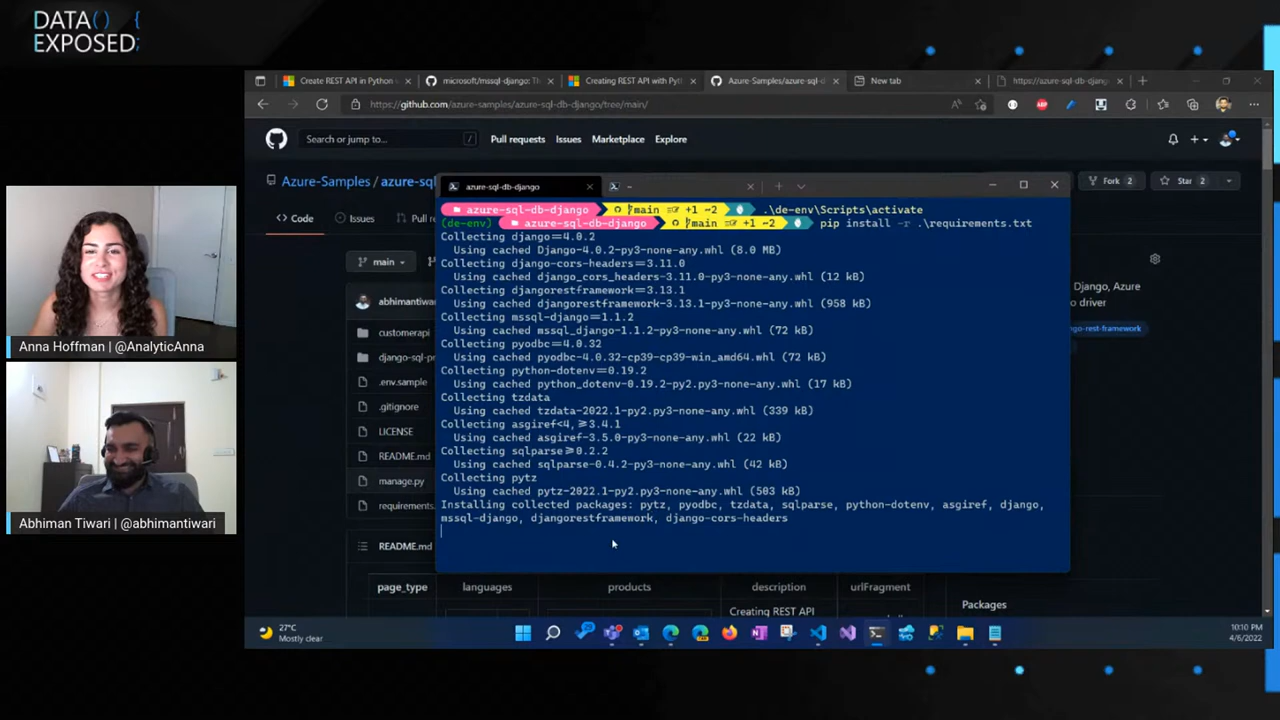 DATA() {
EXPOSED;
Create REST API in Python
microsoft/mssql-django: Th
Creating REST API with Pyth
Azure-Samples/azure-sql-d
New tab
https://azure-sql-db-djang
https://github.com/azure-samples/azure-sql-db-django/tree/main/
Search or jump to...
/
Pull requests
Issues
Marketplace
Explore
Azure-Samples / azure-sql
Fork 2
Star 2
Code
Issues
Pull r
main
abhimantiwari
customerapi
django-sql-pr
.env.sample
.gitignore
LICENSE
README.md
manage.py
requirements.
Django, Azure
o driver
go-rest-framework
azure-sql-db-django
~
azure-sql-db-django main +1 ~2 .\de-env\Scripts\activate
(de-env) azure-sql-db-django main +1 ~2 pip install -r .\requirements.txt
Collecting django==4.0.2
Using cached Django-4.0.2-py3-none-any.whl (8.0 MB)
Collecting django-cors-headers==3.11.0
Using cached django_cors_headers-3.11.0-py3-none-any.whl (12 kB)
Collecting djangorestframework==3.13.1
Using cached djangorestframework-3.13.1-py3-none-any.whl (958 kB)
Collecting mssql-django==1.1.2
Using cached mssql_django-1.1.2-py3-none-any.whl (72 kB)
Collecting pyodbc==4.0.32
Using cached pyodbc-4.0.32-cp39-cp39-win_amd64.whl (72 kB)
Collecting python-dotenv==0.19.2
Using cached python_dotenv-0.19.2-py2.py3-none-any.whl (17 kB)
Collecting tzdata
Using cached tzdata-2022.1-py2.py3-none-any.whl (339 kB)
Collecting asgiref<4,>=3.4.1
Using cached asgiref-3.5.0-py3-none-any.whl (22 kB)
Collecting sqlparse>=0.2.2
Using cached sqlparse-0.4.2-py3-none-any.whl (42 kB)
Collecting pytz
Using cached pytz-2022.1-py2.py3-none-any.whl (503 kB)
Installing collected packages: pytz, pyodbc, tzdata, sqlparse, python-dotenv, asgiref, django,
mssql-django, djangorestframework, django-cors-headers
README.md
page_type
languages
products
description
urlFragment
Creating REST API
Packages
Anna Hoffman | @AnalyticAnna
Abhiman Tiwari | @abhimantiwari
27°C
Mostly clear
10:10 PM
4/6/2022